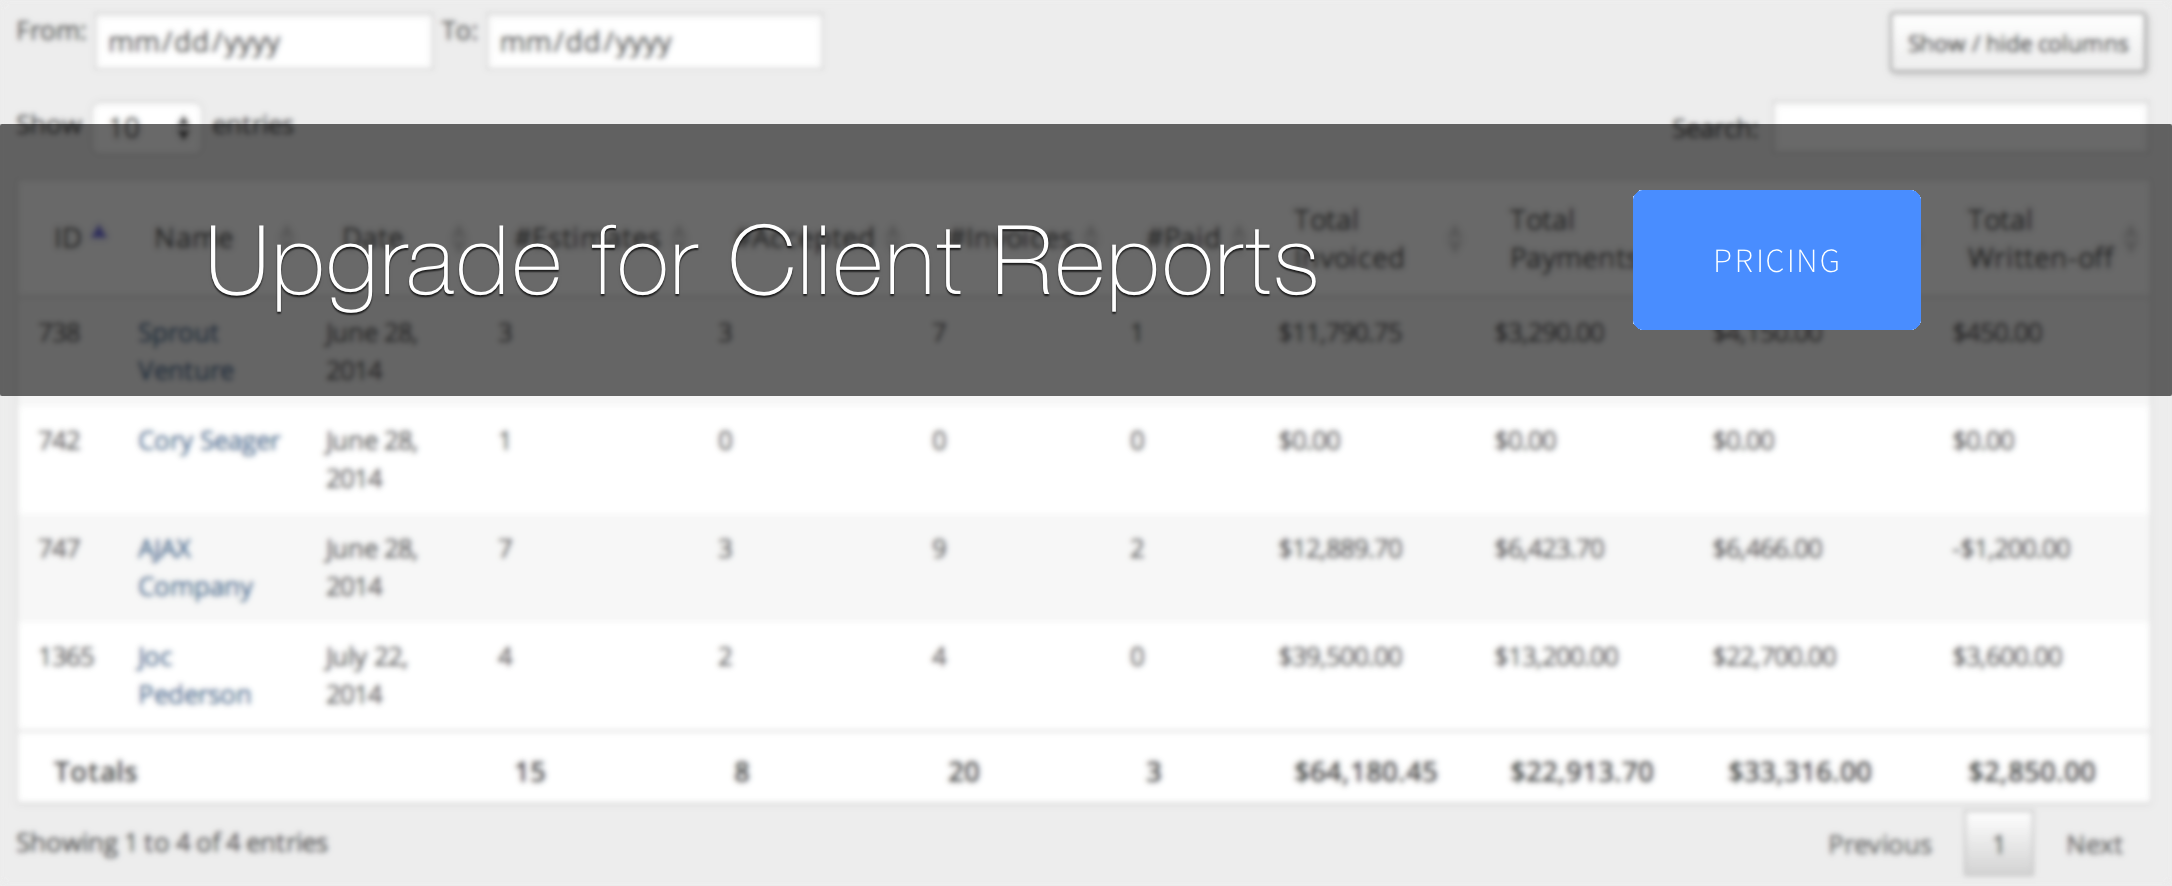 From: mm/dd/yyyy To: mm/dd/yyyy Show / hide columns
Show 10 entries Search:
ID Name Date #Estimates #Accepted #Invoices #Paid Total Invoiced Total Payments Total Written-off
Upgrade for Client Reports PRICING
738 Sprout Venture June 28, 2014 3 3 7 1 $11,790.75 $3,290.00 $4,150.00 $450.00
742 Cory Seager June 28, 2014 1 0 0 0 $0.00 $0.00 $0.00 $0.00
747 AJAX Company June 28, 2014 7 3 9 2 $12,889.70 $6,423.70 $6,466.00 -$1,200.00
1365 Joc Pederson July 22, 2014 4 2 4 0 $39,500.00 $13,200.00 $22,700.00 $3,600.00
Totals 15 8 20 3 $64,180.45 $22,913.70 $33,316.00 $2,850.00
Showing 1 to 4 of 4 entries Previous 1 Next